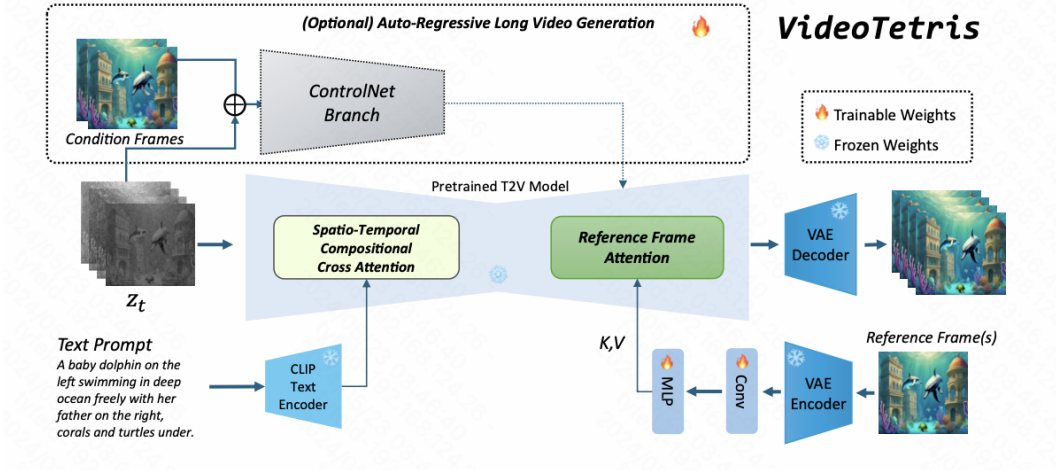 (Optional) Auto-Regressive Long Video Generation
VideoTetris
ControlNet
Branch
Condition Frames
Trainable Weights
Frozen Weights
Pretrained T2V Model
Spatio-Temporal
Compositional
Cross Attention
Reference Frame
Attention
VAE
Decoder
Z_t
Text Prompt
A baby dolphin on the
left swimming in deep
ocean freely with her
father on the right,
corals and turtles under.
CLIP
Text
Encoder
K,V
MLP
Conv
VAE
Encoder
Reference Frame(s)